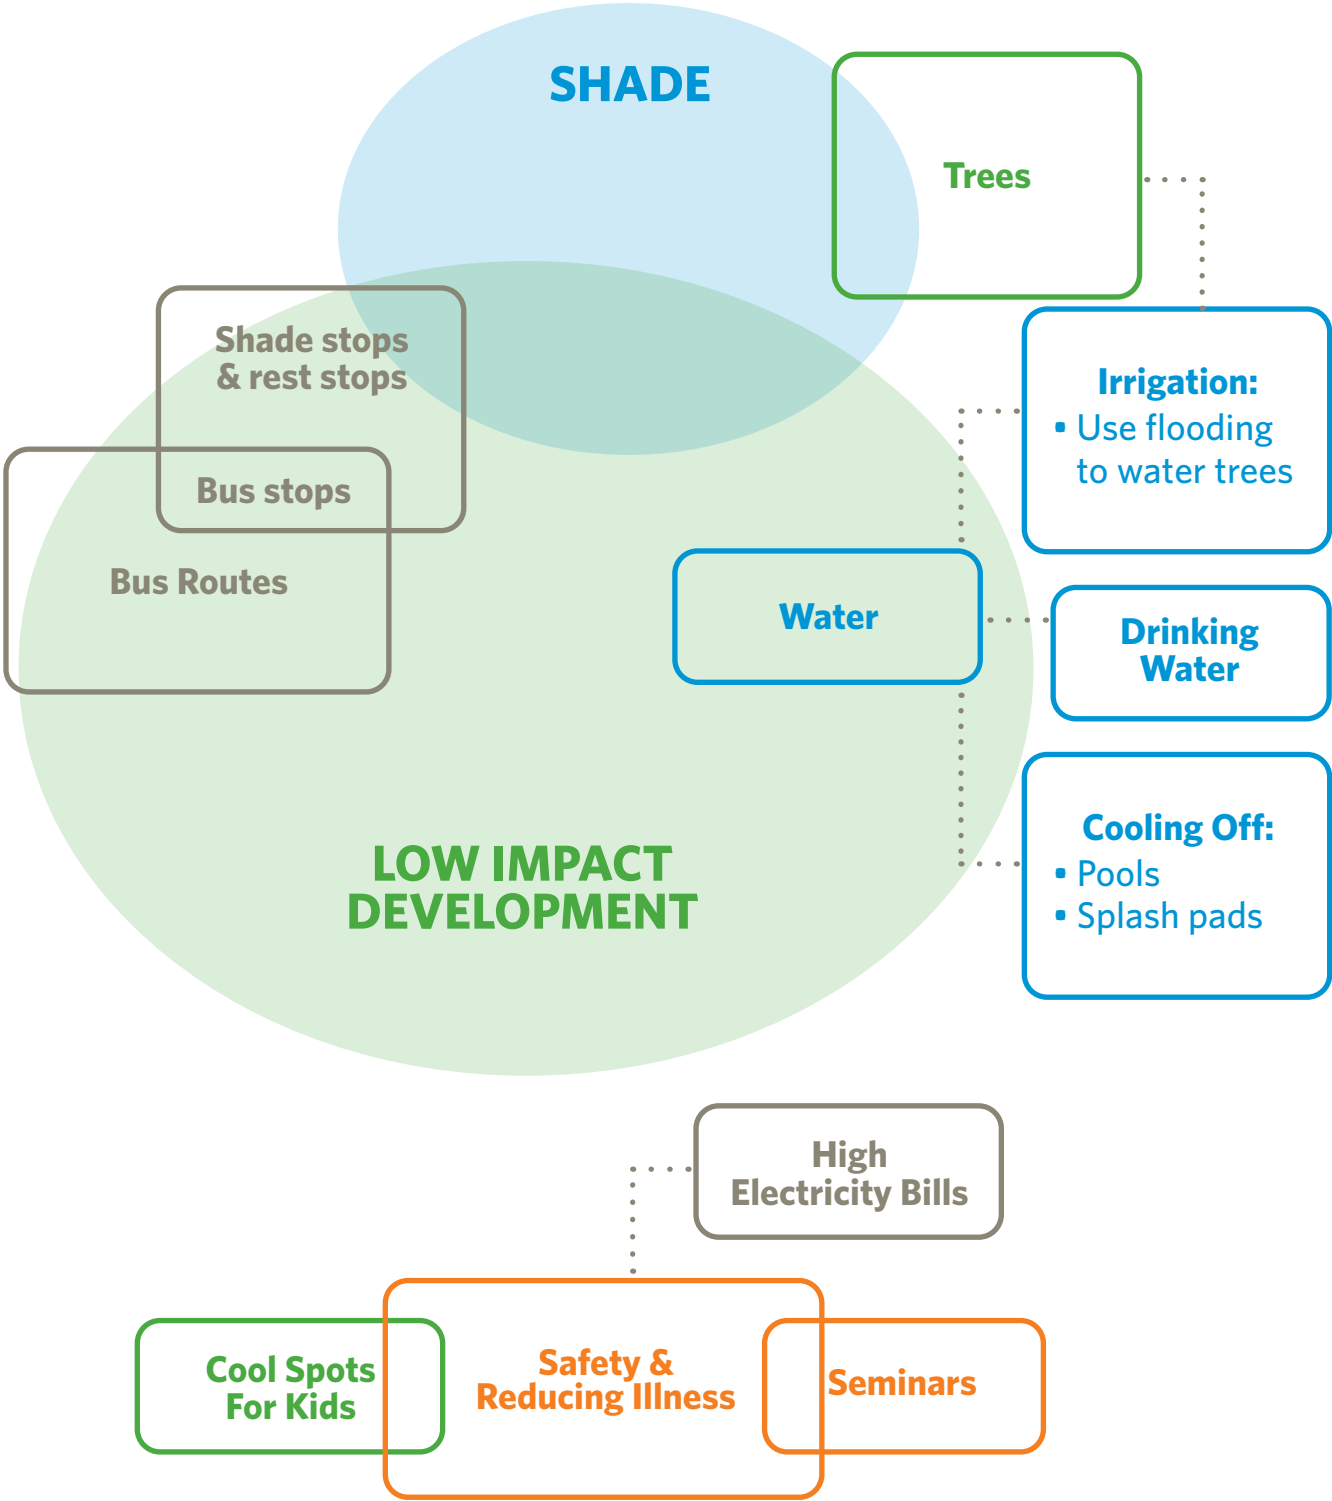 SHADE
Trees
Shade stops
& rest stops
Bus stops
Bus Routes
Irrigation:
▪ Use flooding
to water trees
Water
Drinking
Water
Cooling Off:
▪ Pools
▪ Splash pads
LOW IMPACT
DEVELOPMENT
High
Electricity Bills
Cool Spots
For Kids
Safety &
Reducing Illness
Seminars